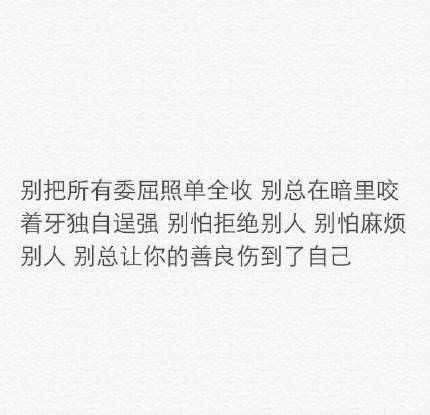 别把所有委屈照单全收 别总在暗里咬
着牙独自逞强 别怕拒绝别人 别怕麻烦
别人 别总让你的善良伤到了自己